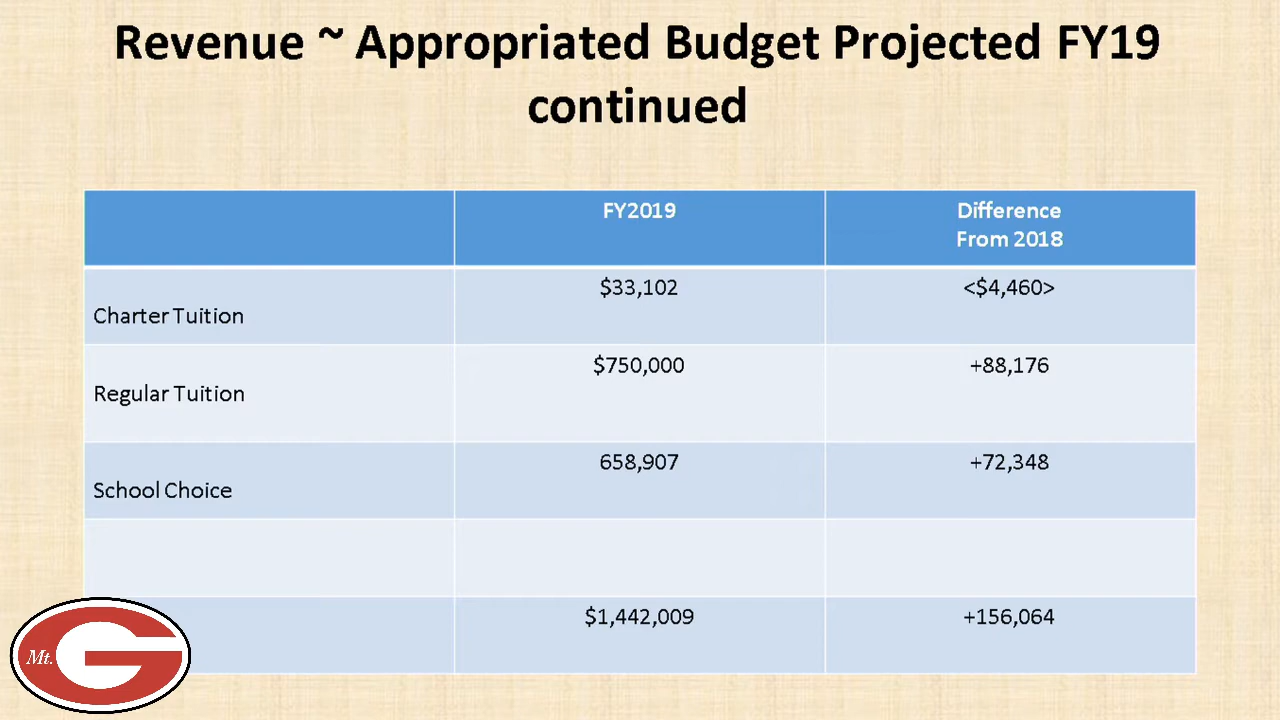 Revenue ~ Appropriated Budget Projected FY19
continued
FY2019
Difference
From 2018
Charter Tuition
$33,102
<$4,460>
Regular Tuition
$750,000
+88,176
School Choice
658,907
+72,348
$1,442,009
+156,064
Mt. G